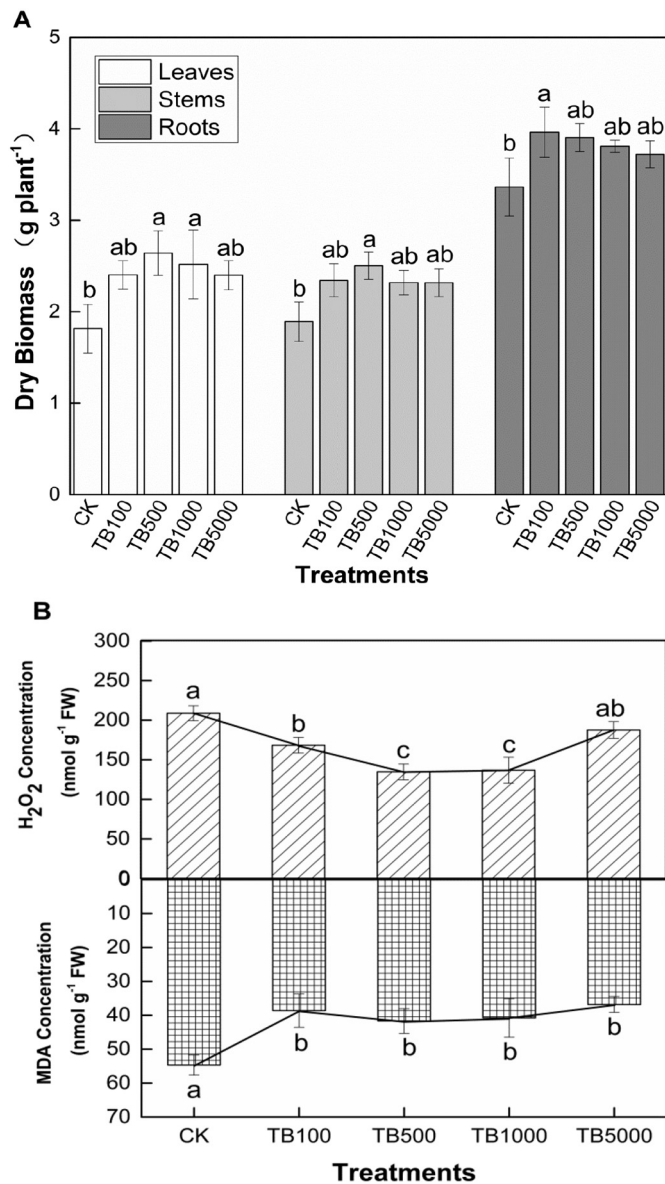 A
5
4
3
2
1
0
Dry Biomass （g plant⁻¹）
Leaves
Stems
Roots
b ab a a ab
b ab a ab ab
b a ab ab ab
CK TB100 TB500 TB1000 TB5000 CK TB100 TB500 TB1000 TB5000 CK TB100 TB500 TB1000 TB5000
Treatments
B
300
250
200
150
100
50
0
H₂O₂ Concentration
(nmol g⁻¹ FW)
a b c c ab
10
20
30
40
50
60
70
MDA Concentration
(nmol g⁻¹ FW)
a b b b b
CK TB100 TB500 TB1000 TB5000
Treatments